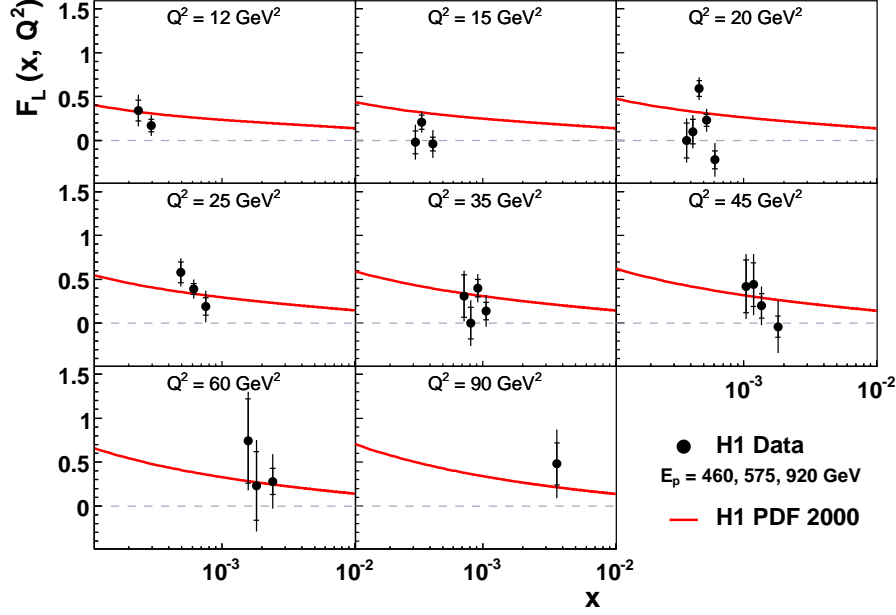 F_L (x, Q²)
1.5
1
0.5
0
Q² = 12 GeV²
Q² = 15 GeV²
Q² = 20 GeV²
1.5
1
0.5
0
Q² = 25 GeV²
Q² = 35 GeV²
Q² = 45 GeV²
10⁻³
10⁻²
1.5
1
0.5
0
Q² = 60 GeV²
Q² = 90 GeV²
H1 Data
E_p = 460, 575, 920 GeV
H1 PDF 2000
10⁻³
10⁻²
10⁻³
10⁻²
x